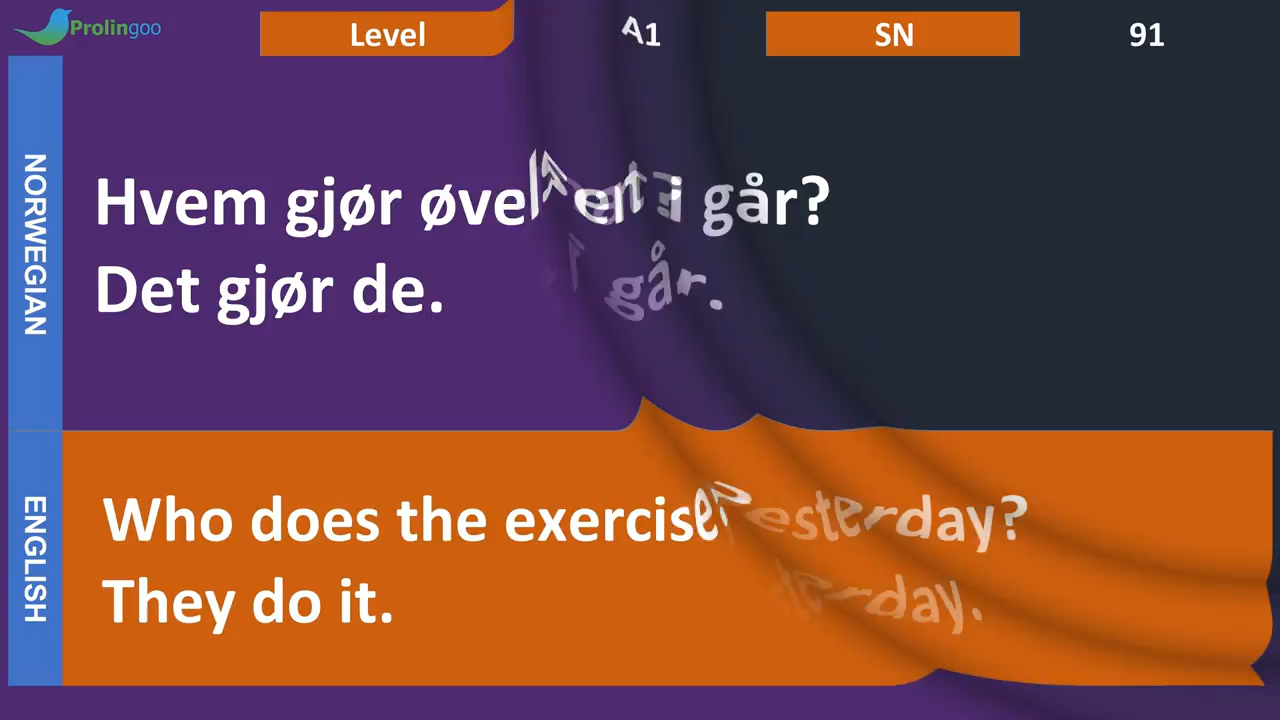 Prolingoo
Level A1 SN 91
NORWEGIAN
Hvem gjør i går?
Det gjør de. går.
ENGLISH
Who does the exercise yesterday?
They do it.